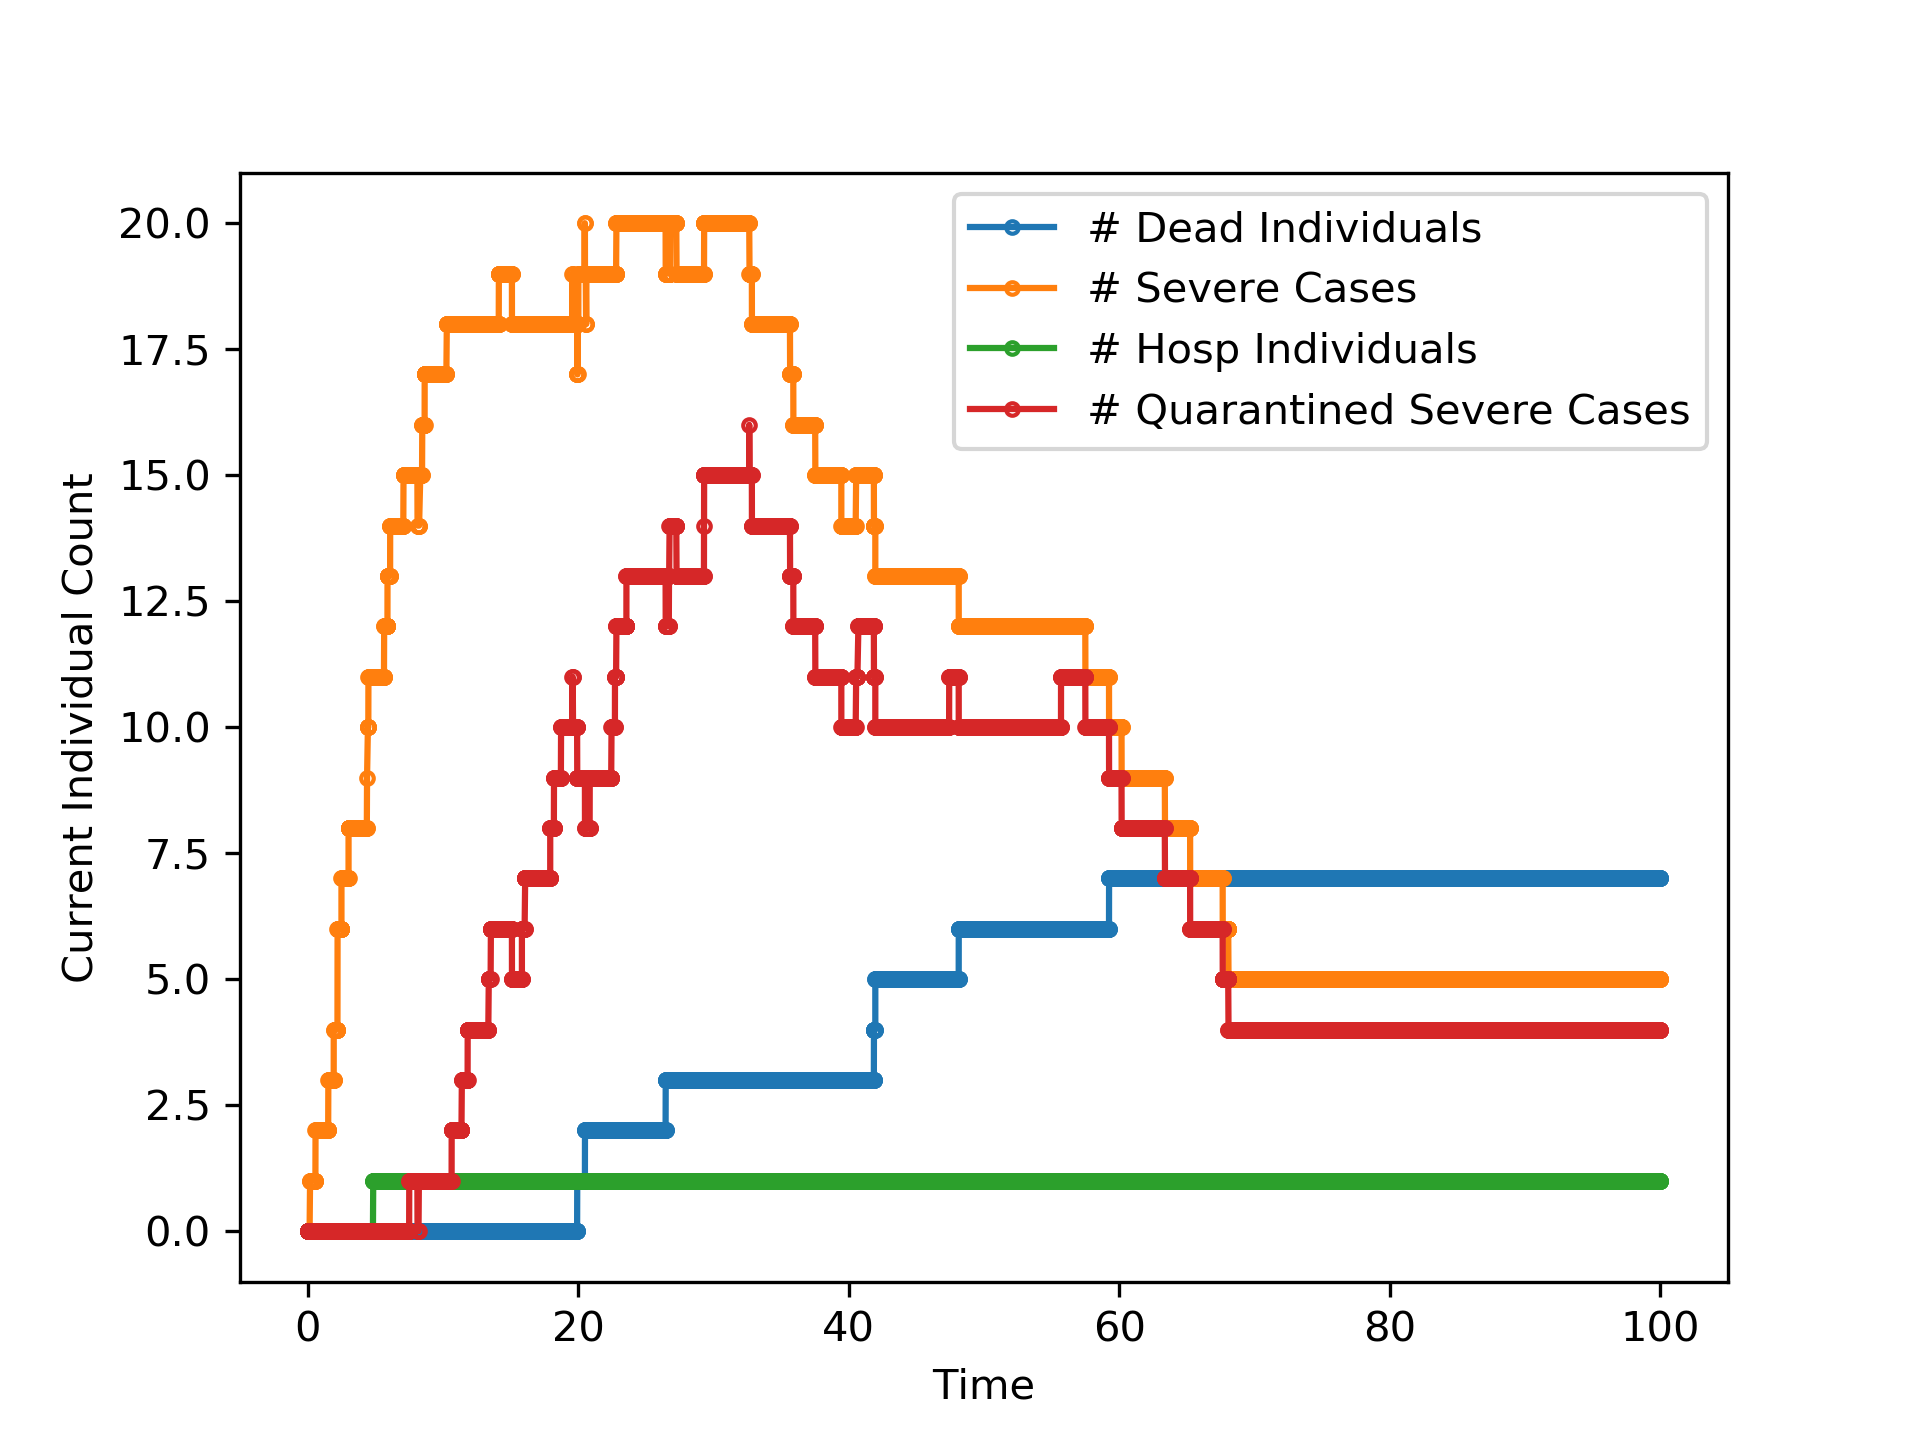 # Dead Individuals
# Severe Cases
# Hosp Individuals
# Quarantined Severe Cases
Current Individual Count
20.0
17.5
15.0
12.5
10.0
7.5
5.0
2.5
0.0
0 20 40 60 80 100
Time